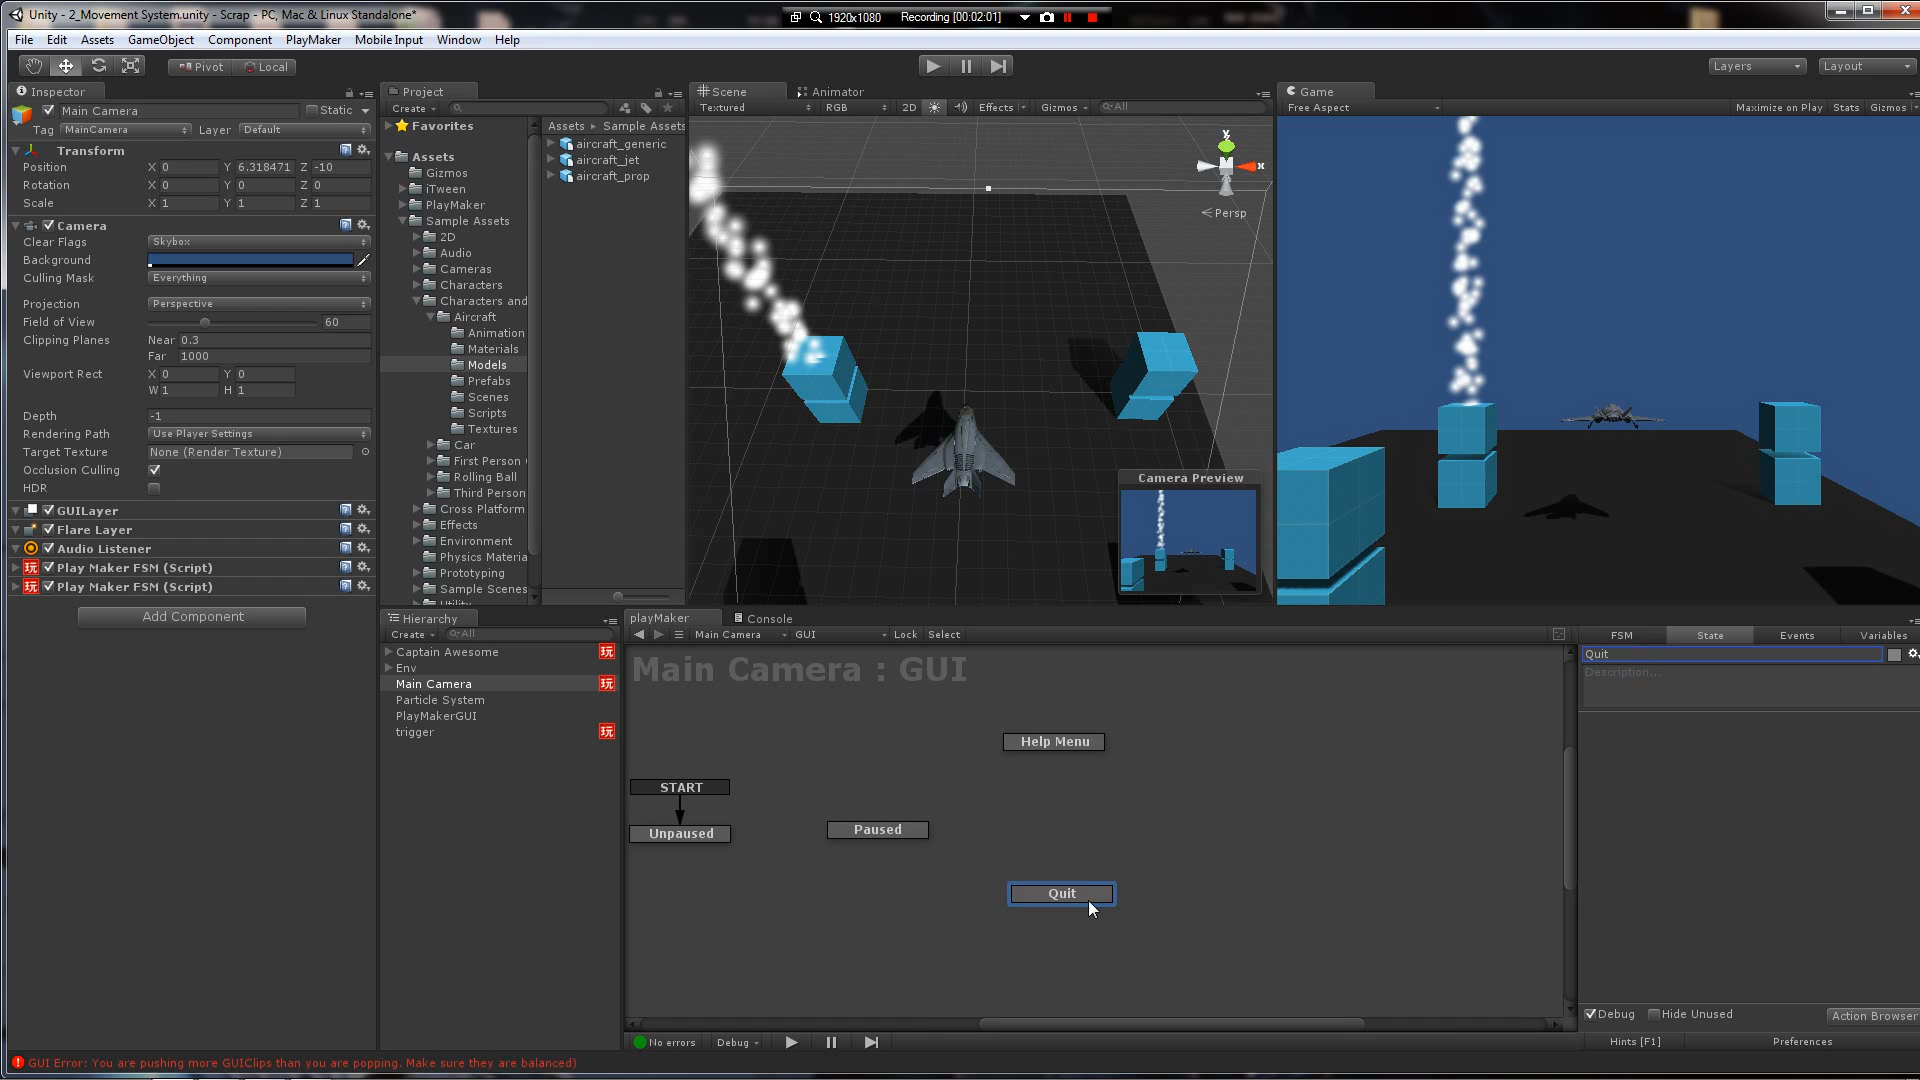 Unity - 2_Movement System.unity - Scrap - PC, Mac & Linux Standalone*
1920x1080 Recording [00:02:01]
File Edit Assets GameObject Component PlayMaker Mobile Input Window Help
Pivot Local
Layers Layout
Inspector
Main Camera Static
Tag MainCamera Layer Default
Transform
Position X 0 Y 6.318471 Z -10
Rotation X 0 Y 0 Z 0
Scale X 1 Y 1 Z 1
Camera
Clear Flags Skybox
Background
Culling Mask Everything
Projection Perspective
Field of View 60
Clipping Planes Near 0.3
Far 1000
Viewport Rect X 0 Y 0
W 1 H 1
Depth -1
Rendering Path Use Player Settings
Target Texture None (Render Texture)
Occlusion Culling
HDR
GUILayer
Flare Layer
Audio Listener
Play Maker FSM (Script)
Play Maker FSM (Script)
Add Component
Project
Create
Favorites
Assets
Gizmos
iTween
PlayMaker
Sample Assets
2D
Audio
Cameras
Characters
Characters and
Aircraft
Animation
Materials
Models
Prefabs
Scenes
Scripts
Textures
Car
First Person
Rolling Ball
Third Person
Cross Platform
Effects
Environment
Physics Materia
Prototyping
Sample Scenes
Utility
Assets Sample Assets
aircraft_generic
aircraft_jet
aircraft_prop
Scene Animator
Textured RGB 2D Effects Gizmos All
y
x
Persp
Camera Preview
Game
Free Aspect Maximize on Play Stats Gizmos
Hierarchy
Create All
Captain Awesome 玩
Env
Main Camera 玩
Particle System
PlayMakerGUI
trigger 玩
playMaker Console
Main Camera GUI Lock Select
Main Camera : GUI
Help Menu
START
Unpaused
Paused
Quit
FSM State Events Variables
Quit
Description...
Debug Hide Unused Action Browser
No errors Debug
Hints [F1] Preferences
GUI Error: You are pushing more GUIClips than you are popping. Make sure they are balanced)